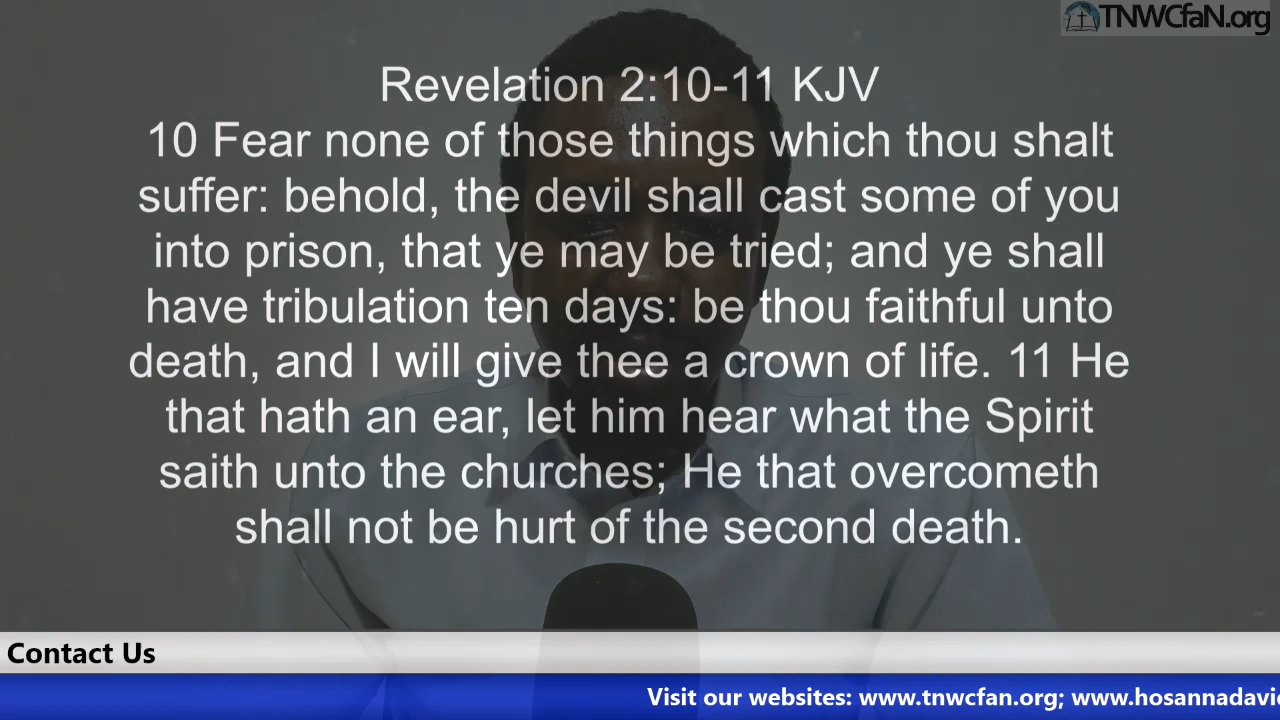 TNWCfaN.org
Revelation 2:10-11 KJV
10 Fear none of those things which thou shalt
suffer: behold, the devil shall cast some of you
into prison, that ye may be tried; and ye shall
have tribulation ten days: be thou faithful unto
death, and I will give thee a crown of life. 11 He
that hath an ear, let him hear what the Spirit
saith unto the churches; He that overcometh
shall not be hurt of the second death.
Contact Us
Visit our websites: www.tnwcfan.org; www.hosannadavi